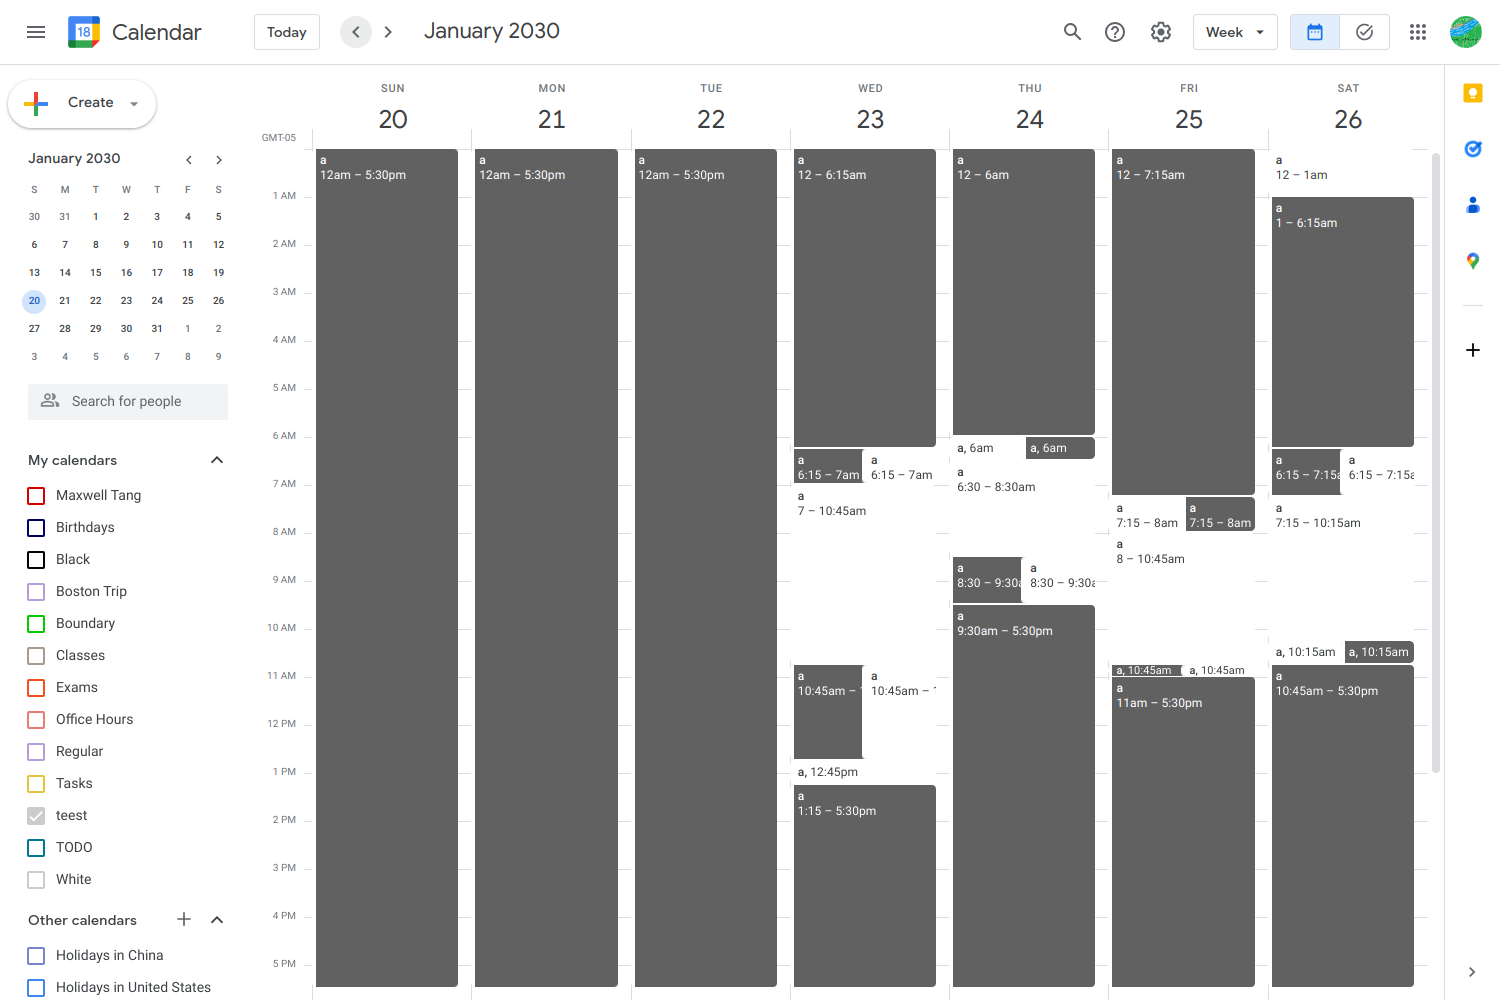 18 Calendar Today January 2030 Week
Create
SUN MON TUE WED THU FRI SAT
20 21 22 23 24 25 26
GMT-05
January 2030
S M T W T F S
30 31 1 2 3 4 5
6 7 8 9 10 11 12
13 14 15 16 17 18 19
20 21 22 23 24 25 26
27 28 29 30 31 1 2
3 4 5 6 7 8 9
Search for people
My calendars
Maxwell Tang
Birthdays
Black
Boston Trip
Boundary
Classes
Exams
Office Hours
Regular
Tasks
teest
TODO
White
Other calendars
Holidays in China
Holidays in United States
1 AM
2 AM
3 AM
4 AM
5 AM
6 AM
7 AM
8 AM
9 AM
10 AM
11 AM
12 PM
1 PM
2 PM
3 PM
4 PM
5 PM
a
12am – 5:30pm
a
12am – 5:30pm
a
12am – 5:30pm
a
12 – 6:15am
a
6:15 – 7am
a
6:15 – 7am
a
7 – 10:45am
a
10:45am –
a
10:45am –
a, 12:45pm
a
1:15 – 5:30pm
a
12 – 6am
a, 6am
a, 6am
a
6:30 – 8:30am
a
8:30 – 9:30a
a
8:30 – 9:30a
a
9:30am – 5:30pm
a
12 – 7:15am
a
7:15 – 8am
a
7:15 – 8am
a
8 – 10:45am
a, 10:45am
a, 10:45am
a
11am – 5:30pm
a
12 – 1am
a
1 – 6:15am
a
6:15 – 7:15a
a
6:15 – 7:15a
a
7:15 – 10:15am
a, 10:15am
a, 10:15am
a
10:45am – 5:30pm